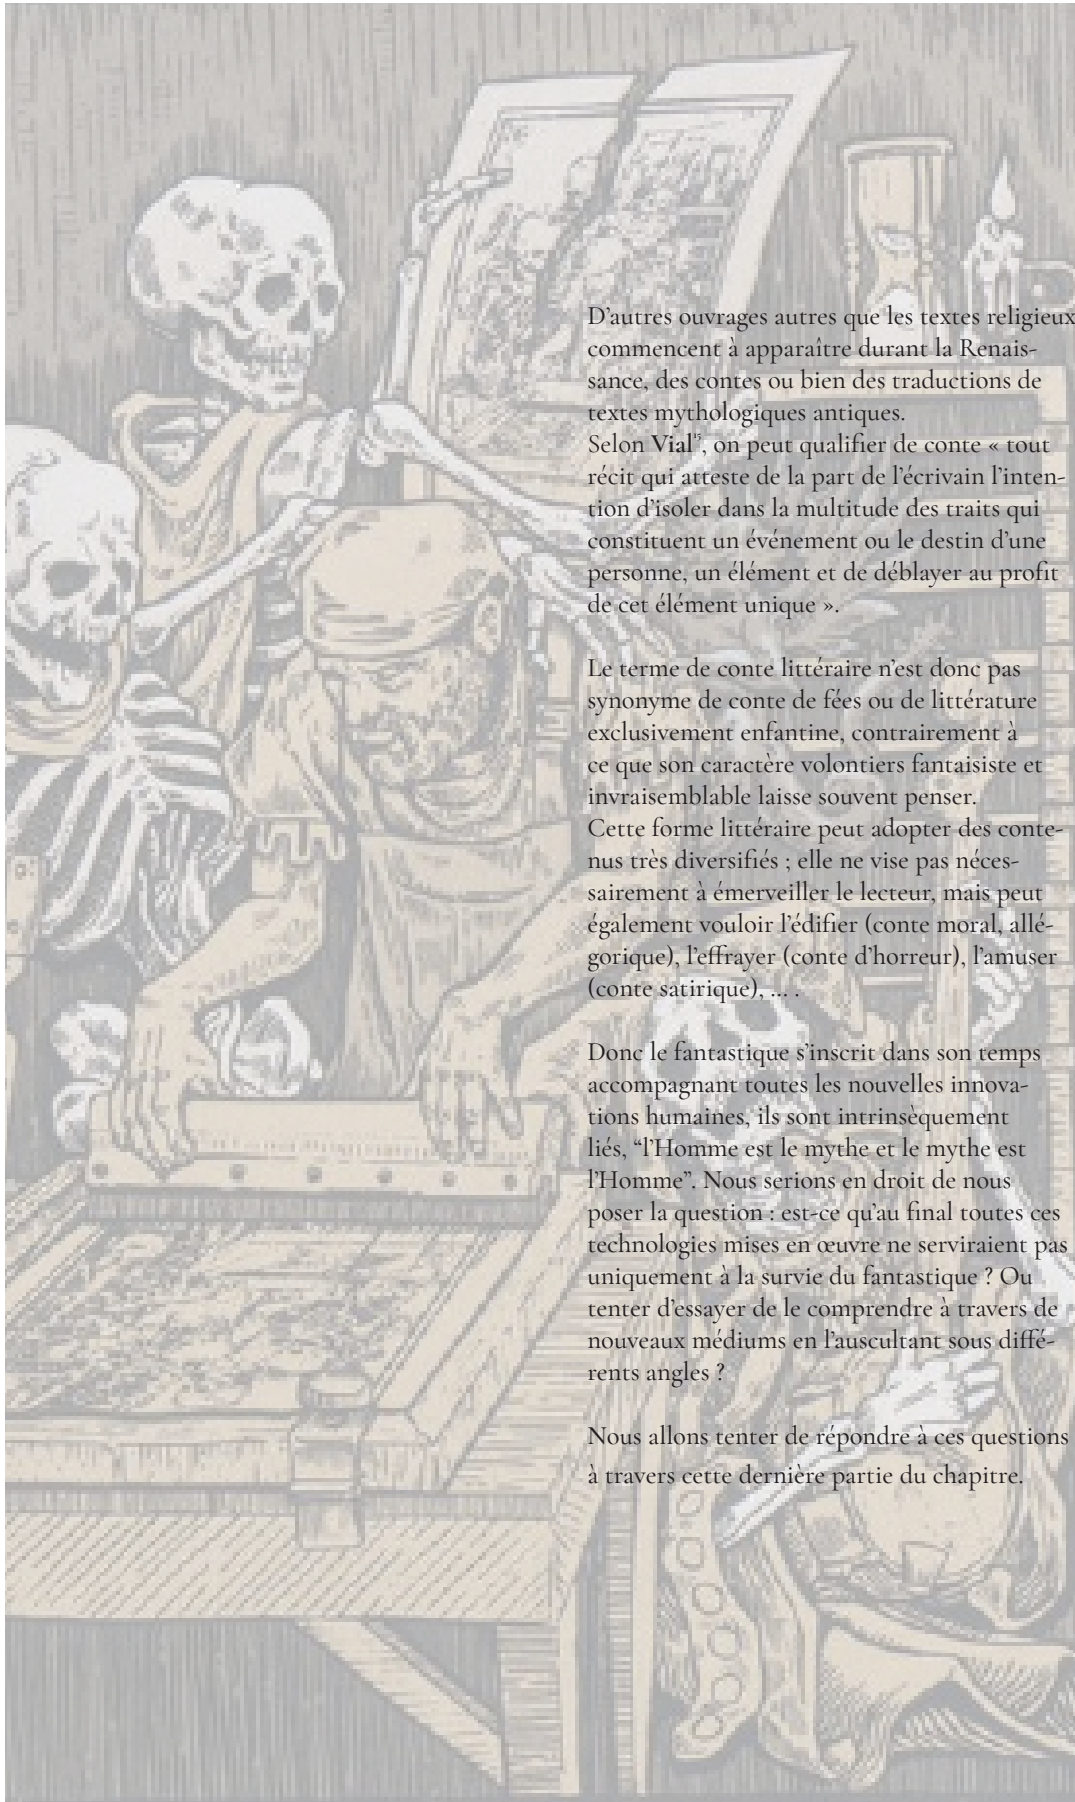 D’autres ouvrages autres que les textes religieux
commencent à apparaître durant la Renais-
sance, des contes ou bien des traductions de
textes mythologiques antiques.
Selon Vial¹⁵, on peut qualifier de conte « tout
récit qui atteste de la part de l’écrivain l’inten-
tion d’isoler dans la multitude des traits qui
constituent un événement ou le destin d’une
personne, un élément et de déblayer au profit
de cet élément unique ».
Le terme de conte littéraire n’est donc pas
synonyme de conte de fées ou de littérature
exclusivement enfantine, contrairement à
ce que son caractère volontiers fantaisiste et
invraisemblable laisse souvent penser.
Cette forme littéraire peut adopter des conte-
nus très diversifiés ; elle ne vise pas néces-
sairement à émerveiller le lecteur, mais peut
également vouloir l’édifier (conte moral, allé-
gorique), l’effrayer (conte d’horreur), l’amuser
(conte satirique), ... .
Donc le fantastique s’inscrit dans son temps
accompagnant toutes les nouvelles innova-
tions humaines, ils sont intrinsèquement
liés, “l’Homme est le mythe et le mythe est
l’Homme”. Nous serions en droit de nous
poser la question : est-ce qu’au final toutes ces
technologies mises en œuvre ne serviraient pas
uniquement à la survie du fantastique ? Ou
tenter d’essayer de le comprendre à travers de
nouveaux médiums en l’auscultant sous diffé-
rents angles ?
Nous allons tenter de répondre à ces questions
à travers cette dernière partie du chapitre.